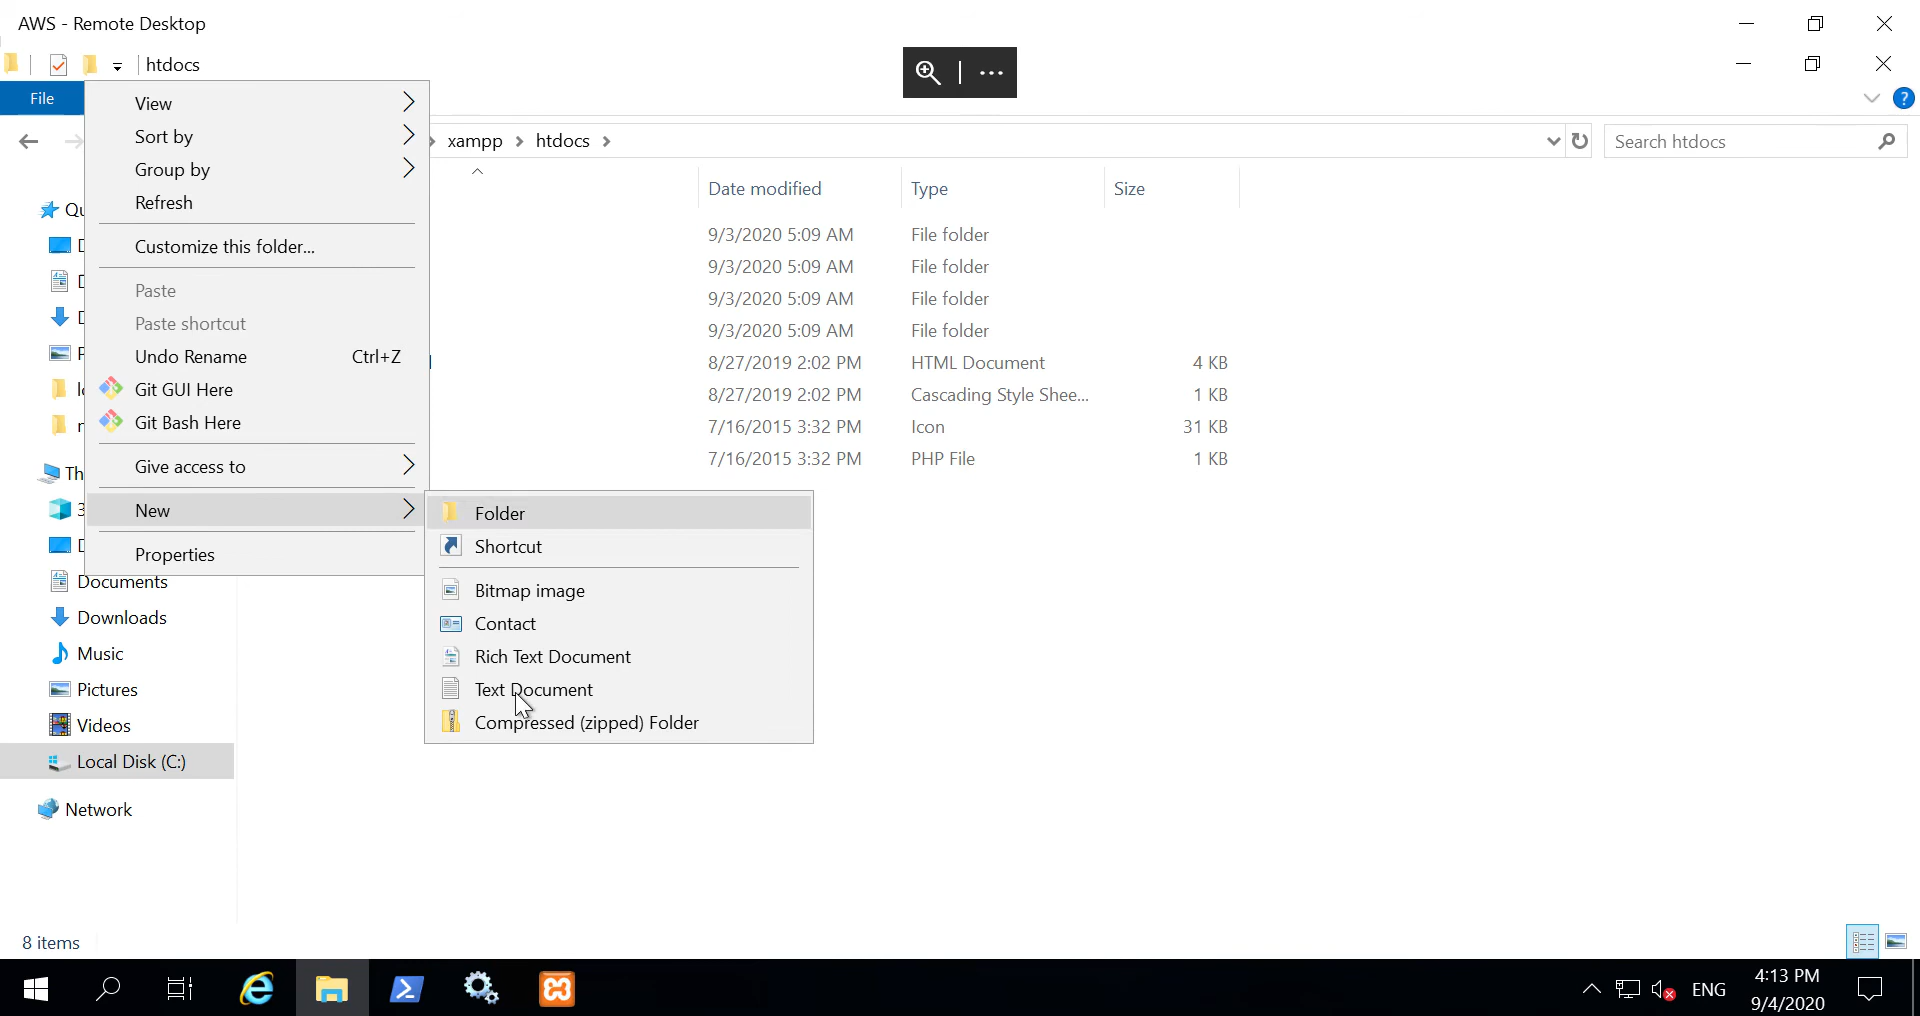 AWS - Remote Desktop
htdocs
File
View
Sort by
Group by
Refresh
Customize this folder...
Paste
Paste shortcut
Undo Rename Ctrl+Z
Git GUI Here
Git Bash Here
Give access to
New
Properties
xampp > htdocs >
Search htdocs
Date modified Type Size
9/3/2020 5:09 AM File folder
9/3/2020 5:09 AM File folder
9/3/2020 5:09 AM File folder
9/3/2020 5:09 AM File folder
8/27/2019 2:02 PM HTML Document 4 KB
8/27/2019 2:02 PM Cascading Style Shee... 1 KB
7/16/2015 3:32 PM Icon 31 KB
7/16/2015 3:32 PM PHP File 1 KB
Folder
Shortcut
Bitmap image
Contact
Rich Text Document
Text Document
Compressed (zipped) Folder
Documents
Downloads
Music
Pictures
Videos
Local Disk (C:)
Network
8 items
ENG
4:13 PM
9/4/2020